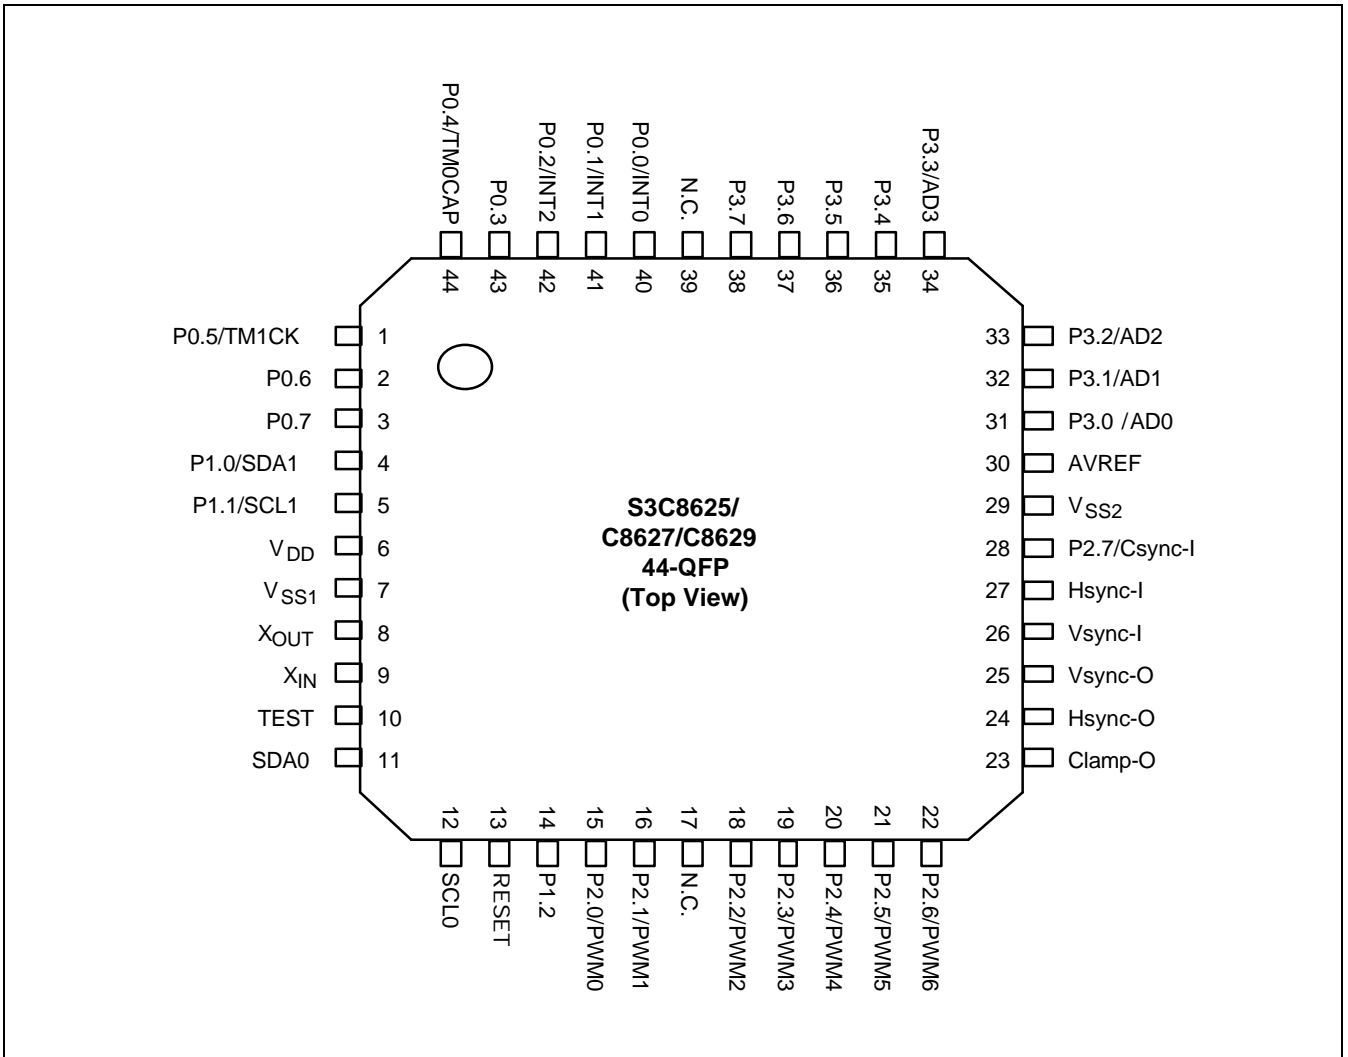 P0.4/TM0CAP
P0.3
P0.2/INT2
P0.1/INT1
P0.0/INT0
N.C.
P3.7
P3.6
P3.5
P3.4
P3.3/AD3
44
43
42
41
40
39
38
37
36
35
34
P0.5/TM1CK 1
P0.6 2
P0.7 3
P1.0/SDA1 4
P1.1/SCL1 5
VDD 6
VSS1 7
XOUT 8
XIN 9
TEST 10
SDA0 11
S3C8625/
C8627/C8629
44-QFP
(Top View)
33 P3.2/AD2
32 P3.1/AD1
31 P3.0 /AD0
30 AVREF
29 VSS2
28 P2.7/Csync-I
27 Hsync-I
26 Vsync-I
25 Vsync-O
24 Hsync-O
23 Clamp-O
12
13
14
15
16
17
18
19
20
21
22
SCL0
RESET
P1.2
P2.0/PWM0
P2.1/PWM1
N.C.
P2.2/PWM2
P2.3/PWM3
P2.4/PWM4
P2.5/PWM5
P2.6/PWM6